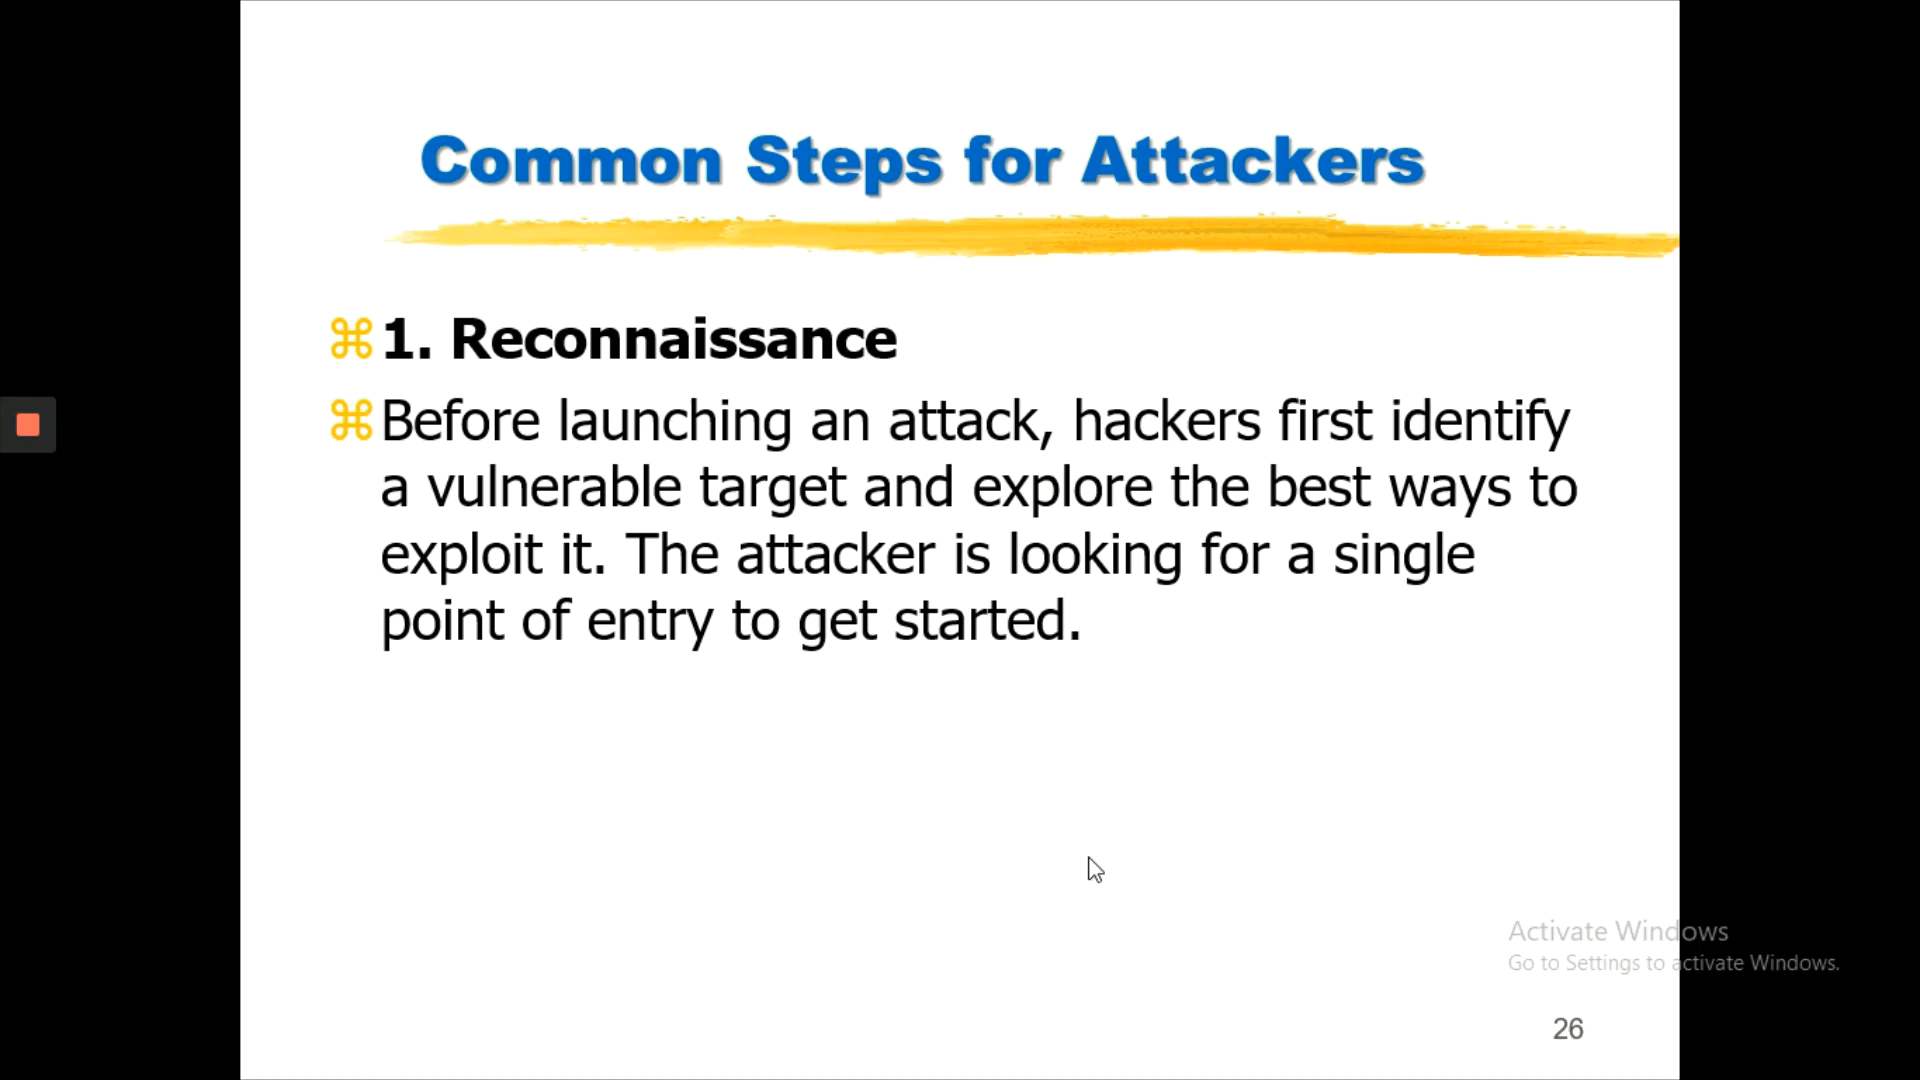 Common Steps for Attackers
⌘1. Reconnaissance
⌘Before launching an attack, hackers first identify
a vulnerable target and explore the best ways to
exploit it. The attacker is looking for a single
point of entry to get started.
Activate Windows
Go to Settings to activate Windows.
26